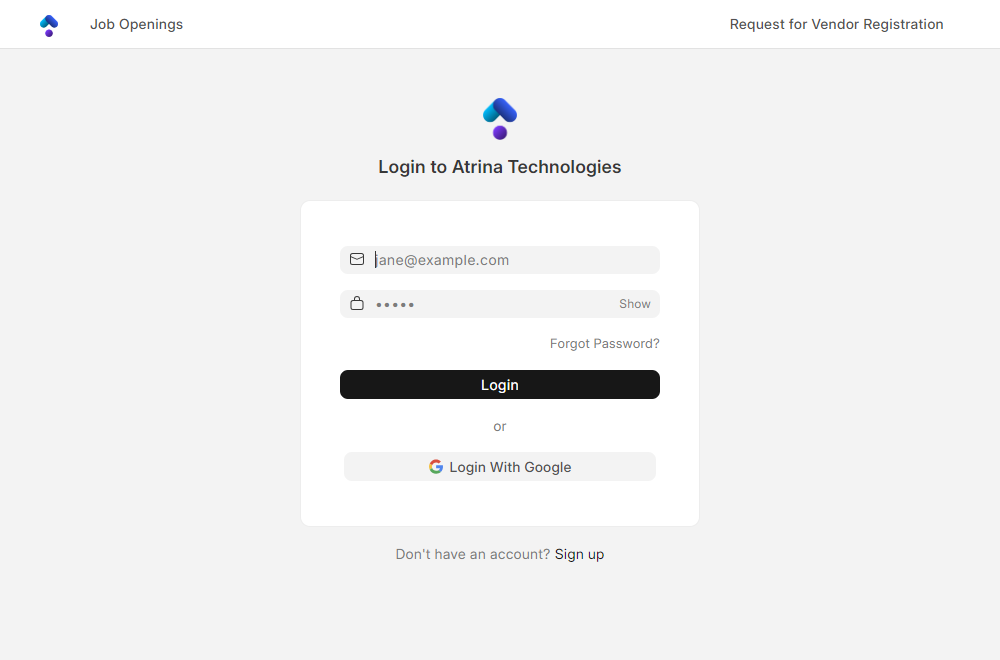 Job Openings
Request for Vendor Registration
Login to Atrina Technologies
jane@example.com
•••••
Show
Forgot Password?
Login
or
Login With Google
Don't have an account? Sign up